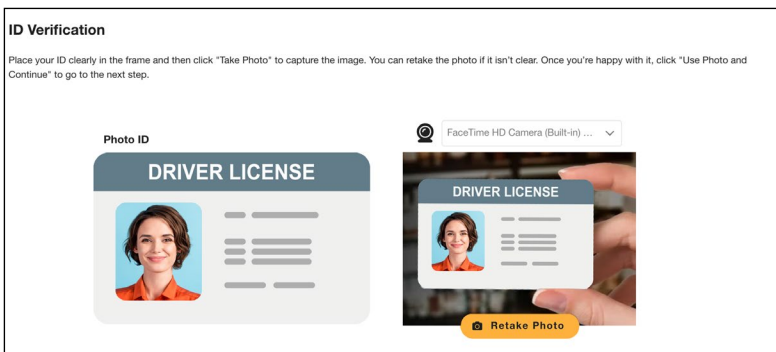 ID Verification
Place your ID clearly in the frame and then click "Take Photo" to capture the image. You can retake the photo if it isn't clear. Once you're happy with it, click "Use Photo and
Continue" to go to the next step.
Photo ID
FaceTime HD Camera (Built-in) ...
DRIVER LICENSE
DRIVER LICENSE
Retake Photo